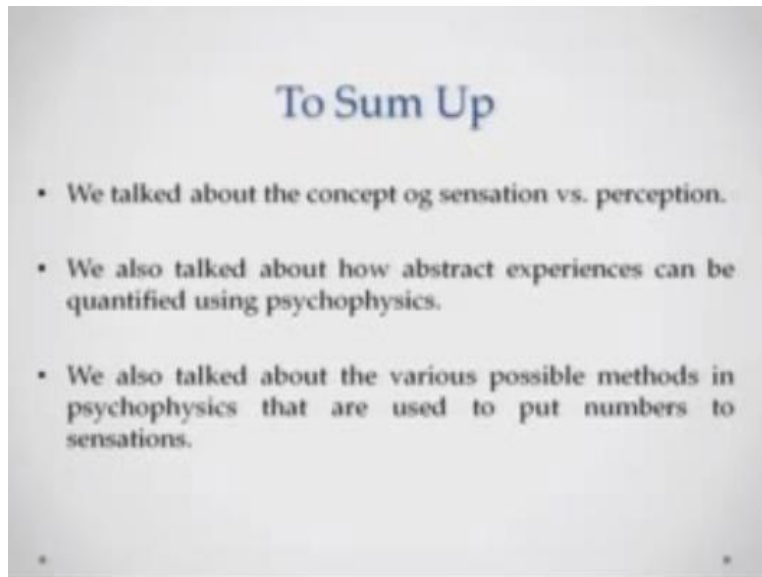 To Sum Up
• We talked about the concept og sensation vs. perception.
• We also talked about how abstract experiences can be
quantified using psychophysics.
• We also talked about the various possible methods in
psychophysics that are used to put numbers to
sensations.